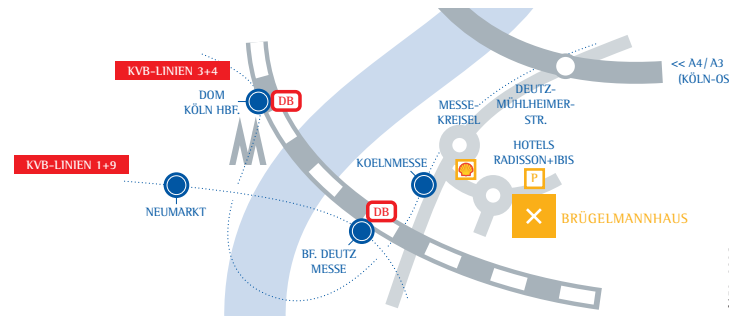 KVB-LINIEN 3+4
<< A4/A3
(KÖLN-OS
DOM
KÖLN HBF.
DB
MESSE-
KREISEL
DEUTZ-
MÜHLHEIMER-
STR.
KVB-LINIEN 1+9
KOELNMESSE
HOTELS
RADISSON+IBIS
P
NEUMARKT
DB
BRÜGELMANNHAUS
BF. DEUTZ
MESSE